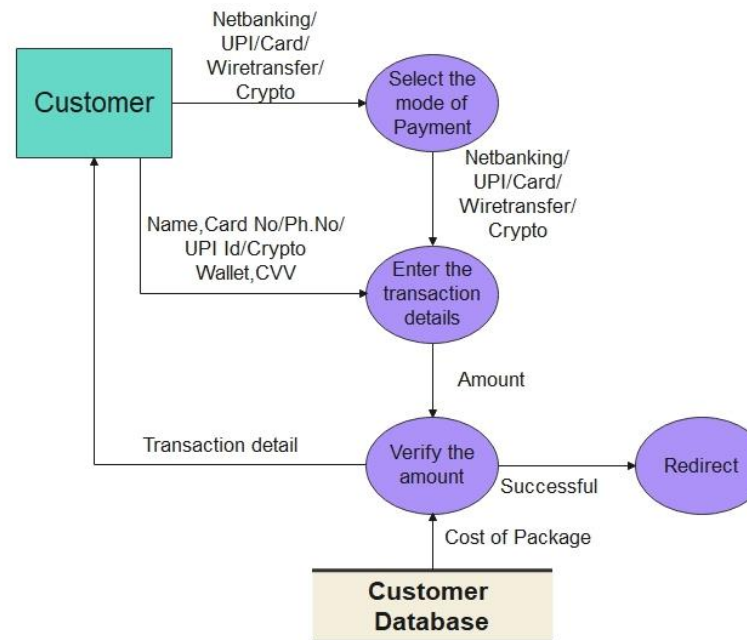 Netbanking/
UPI/Card/
Wiretransfer/
Crypto
Customer
Select the
mode of
Payment
Netbanking/
UPI/Card/
Wiretransfer/
Crypto
Name,Card No/Ph.No/
UPI Id/Crypto
Wallet,CVV
Enter the
transaction
details
Amount
Transaction detail
Verify the
amount
Successful
Redirect
Cost of Package
Customer
Database